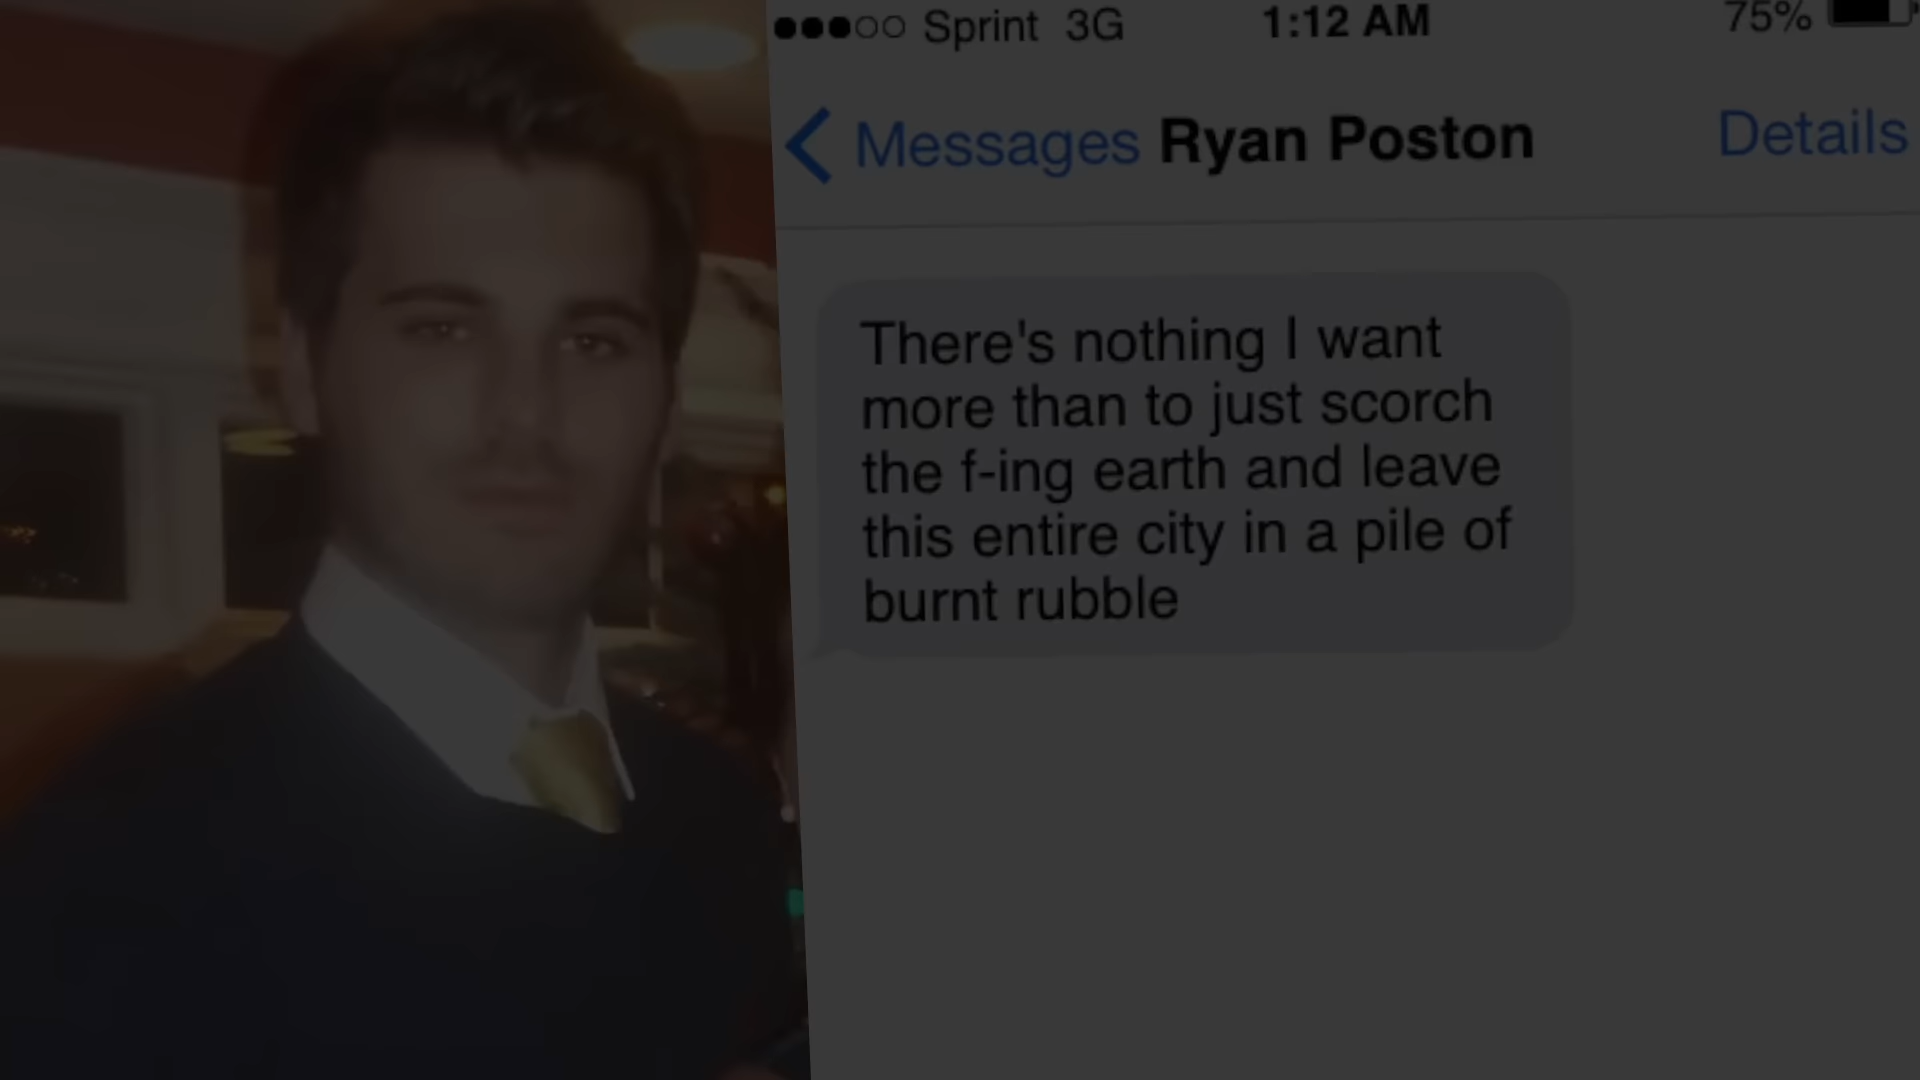 Sprint 3G 1:12 AM 75%
Messages Ryan Poston Details
There's nothing I want
more than to just scorch
the f-ing earth and leave
this entire city in a pile of
burnt rubble